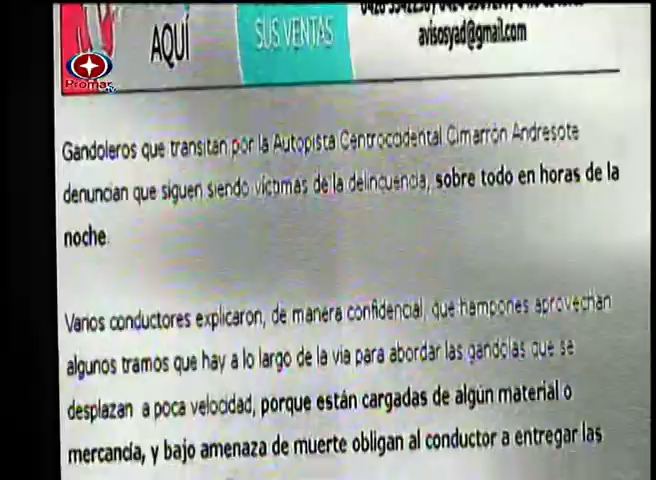 AQUÍ
SUS VENTAS
avisosyad@gmail.com
Promar tv
Gandoleros que transitan por la Autopista Centroccidental Cimarrón Andresote
denuncian que siguen siendo víctimas de la delincuencia, sobre todo en horas de la
noche.
Varios conductores explicaron, de manera confidencial, que hampones aprovechan
algunos tramos que hay a lo largo de la via para abordar las gandolas que se
desplazan a poca velocidad, porque están cargadas de algún material o
mercancía, y bajo amenaza de muerte obligan al conductor a entregar las